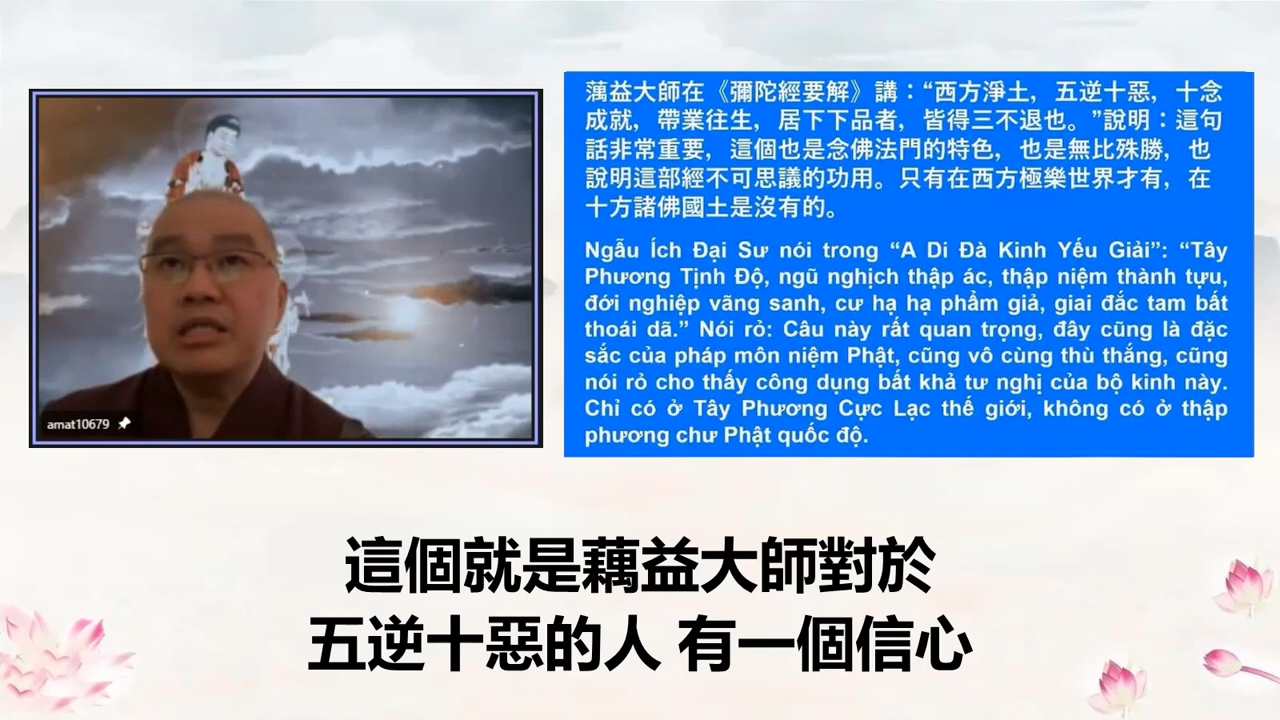 amat10679
蕅益大師在《彌陀經要解》講：“西方淨土，五逆十惡，十念
成就，帶業往生，居下下品者，皆得三不退也。”說明：這句
話非常重要，這個也是念佛法門的特色，也是無比殊勝，也
說明這部經不可思議的功用。只有在西方極樂世界才有，在
十方諸佛國土是沒有的。
Ngẫu Ích Đại Sư nói trong “A Di Đà Kinh Yếu Giải”: “Tây
Phương Tịnh Độ, ngũ nghịch thập ác, thập niệm thành tựu,
đới nghiệp vãng sanh, cư hạ hạ phẩm giả, giai đắc tam bất
thoái dã.” Nói rỏ: Câu này rất quan trọng, đây cũng là đặc
sắc của pháp môn niệm Phật, cũng vô cùng thù thắng, cũng
nói rỏ cho thấy công dụng bất khả tư nghị của bộ kinh này.
Chỉ có ở Tây Phương Cực Lạc thế giới, không có ở thập
phương chư Phật quốc độ.
這個就是藕益大師對於
五逆十惡的人 有一個信心